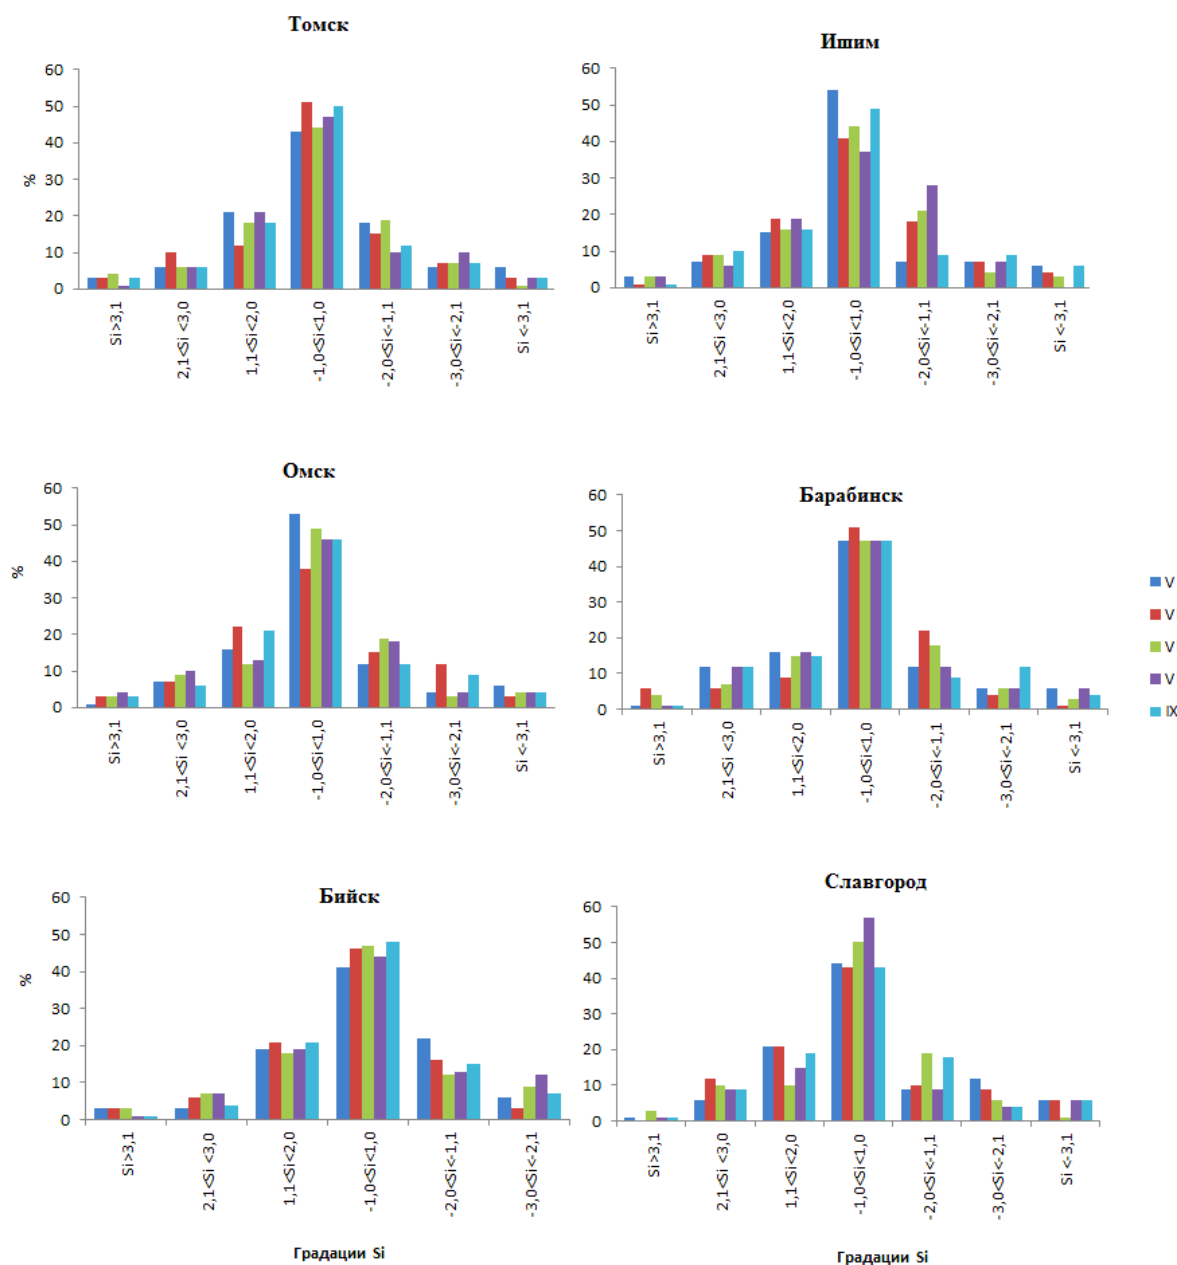 Томск
60
50
40
30
20
10
0
%
Si>3,1
2,1<Si <3,0
1,1<Si<2,0
-1,0<Si<1,0
-2,0<Si<-1,1
-3,0<Si<-2,1
Si <-3,1
Ишим
60
50
40
30
20
10
0
Si>3,1
2,1<Si <3,0
1,1<Si<2,0
-1,0<Si<1,0
-2,0<Si<-1,1
-3,0<Si<-2,1
Si <-3,1
Омск
60
50
40
30
20
10
0
%
Si>3,1
2,1<Si <3,0
1,1<Si<2,0
-1,0<Si<1,0
-2,0<Si<-1,1
-3,0<Si<-2,1
Si <-3,1
Барабинск
60
50
40
30
20
10
0
Si>3,1
2,1<Si <3,0
1,1<Si<2,0
-1,0<Si<1,0
-2,0<Si<-1,1
-3,0<Si<-2,1
Si <-3,1
V
V
V
V
IX
Бийск
60
50
40
30
20
10
0
%
Si>3,1
2,1<Si <3,0
1,1<Si<2,0
-1,0<Si<1,0
-2,0<Si<-1,1
-3,0<Si<-2,1
Градации Si
Славгород
60
50
40
30
20
10
0
Si>3,1
2,1<Si <3,0
1,1<Si<2,0
-1,0<Si<1,0
-2,0<Si<-1,1
-3,0<Si<-2,1
Si <-3,1
Градации Si